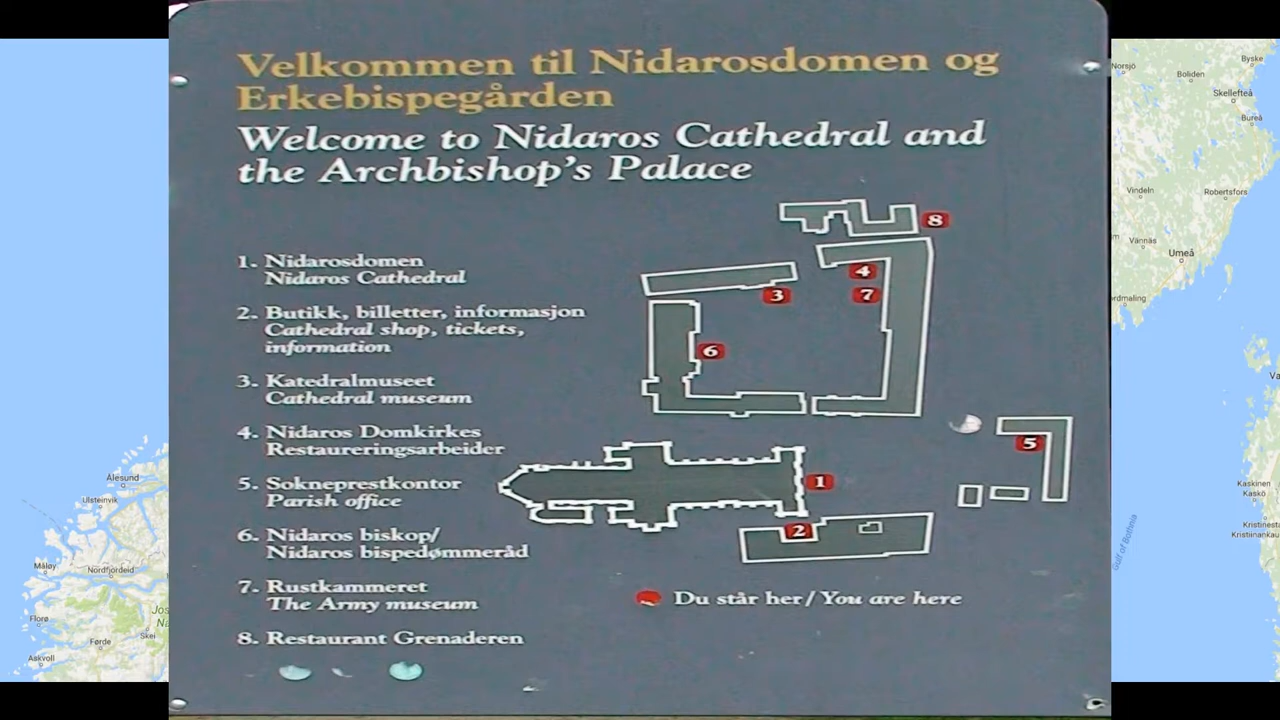 Velkommen til Nidarosdomen og
Erkebispegården
Welcome to Nidaros Cathedral and
the Archbishop's Palace
1. Nidarosdomen
Nidaros Cathedral
2. Butikk, billetter, informasjon
Cathedral shop, tickets,
information
3. Katedralmuseet
Cathedral museum
4. Nidaros Domkirkes
Restaureringsarbeider
5. Sokneprestkontor
Parish office
6. Nidaros biskop/
Nidaros bispedømmeråd
7. Rustkammeret
The Army museum
8. Restaurant Grenaderen
8
4
3
7
6
5
1
2
Du står her/You are here
Ålesund
Ulsteinvik
Måløy
Nordfjordeid
Florø
Førde
Skei
Askvoll
Norsjö
Byske
Boliden
Skellefteå
Bureå
Vindeln
Robertsfors
Vännäs
Umeå
Kaskinen
Kaskö
Gulf of Bothnia